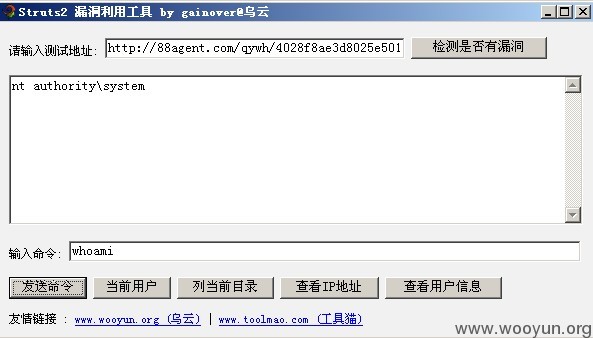 Struts2 漏洞利用工具 by gainover@乌云
请输入测试地址: http://88agent.com/qywh/4028f8ae3d8025e501 检测是否有漏洞
nt authority\system
输入命令: whoami
发送命令 当前用户 列当前目录 查看IP地址 查看用户信息
友情链接 : www.wooyun.org (乌云) | www.toolmao.com (工具猫)
www.wooyun.org